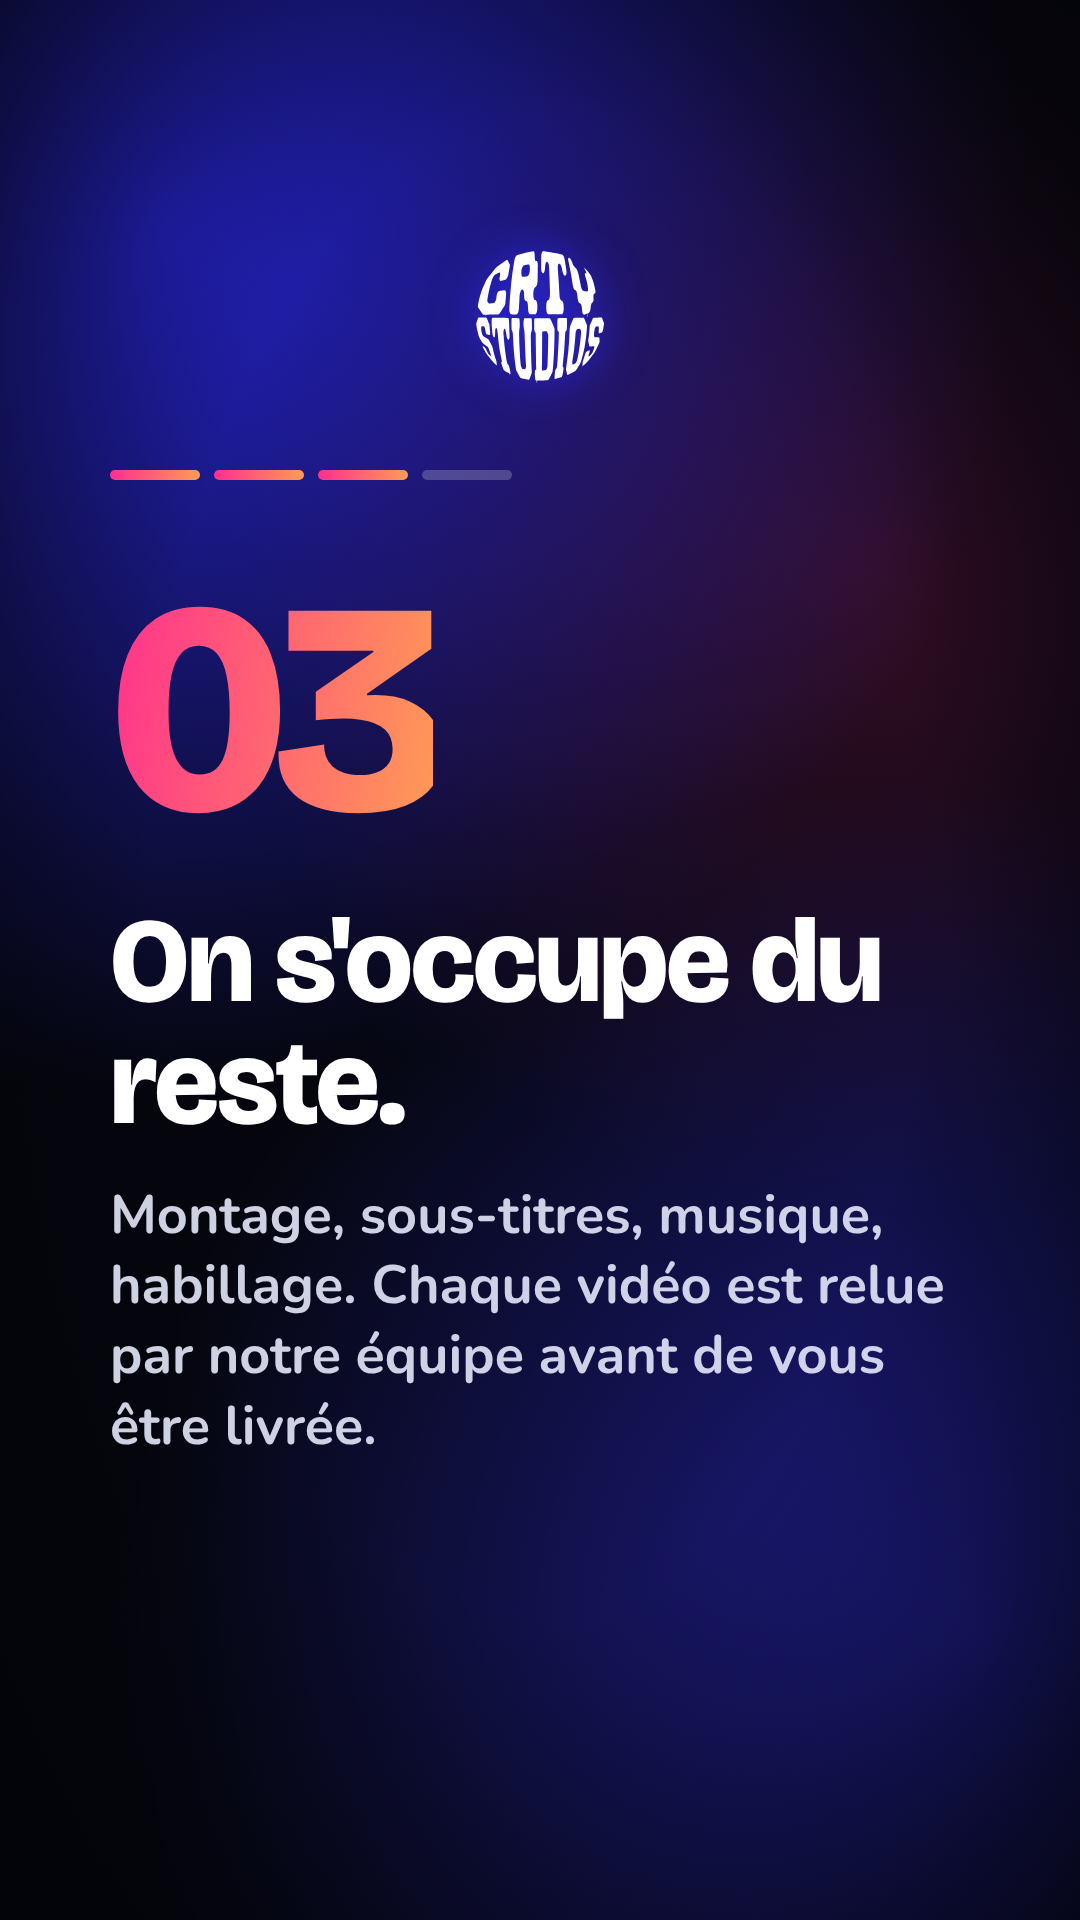 CRTY
STUDIOS
03
On s'occupe du
reste.
Montage, sous-titres, musique,
habillage. Chaque vidéo est relue
par notre équipe avant de vous
être livrée.